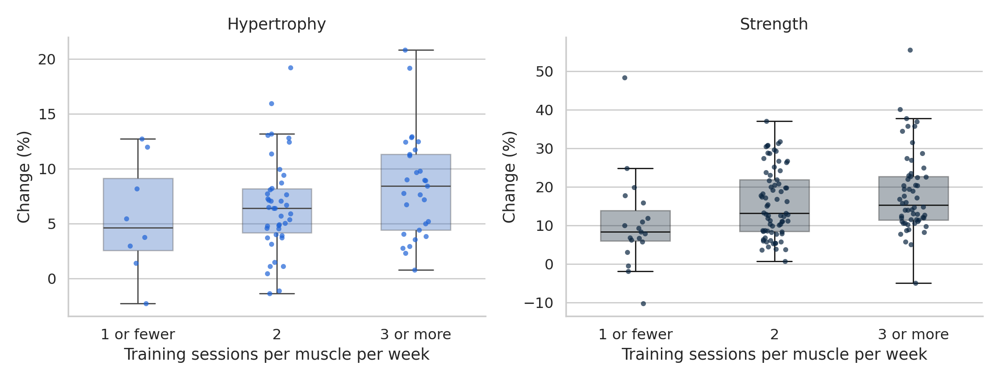 Hypertrophy
Change (%)
20
15
10
5
0
1 or fewer
2
3 or more
Training sessions per muscle per week
Strength
Change (%)
50
40
30
20
10
0
−10
1 or fewer
2
3 or more
Training sessions per muscle per week